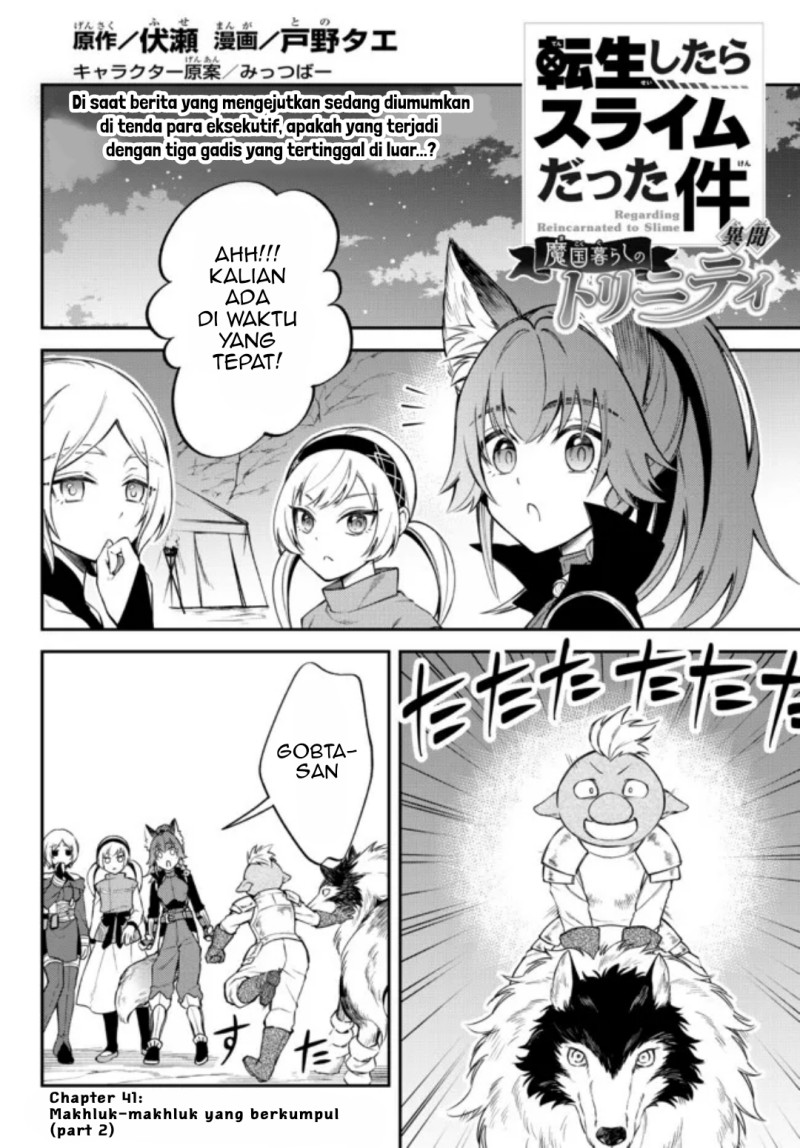 原作／伏瀬 漫画／戸野タエ
キャラクター原案／みっつばー
転生したら
スライム
だった件
Regarding
Reincarnated to Slime
異聞
魔国暮らしの
トリニティ
Di saat berita yang mengejutkan sedang diumumkan
di tenda para eksekutif, apakah yang terjadi
dengan tiga gadis yang tertinggal di luar...?
AHH!!!
KALIAN
ADA
DI WAKTU
YANG
TEPAT!
たたたたたた
GOBTA-
SAN
すた
Chapter 41:
Makhluk-makhluk yang berkumpul
(part 2)